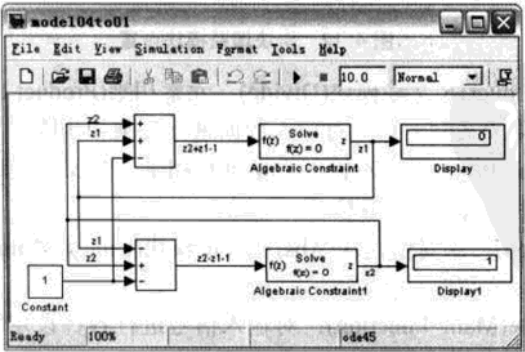 model04to01
File Edit View Simulation Format Tools Help
10.0 Normal
z2
z1
+
+
−
z2+z1-1
f(z) Solve f(z) = 0 z
z1
0
Algebraic Constraint
Display
z1
z2
−
+
−
z2-z1-1
f(z) Solve f(z) = 0 z
z2
1
Algebraic Constraint1
Display1
1
Constant
Ready 100% ode45